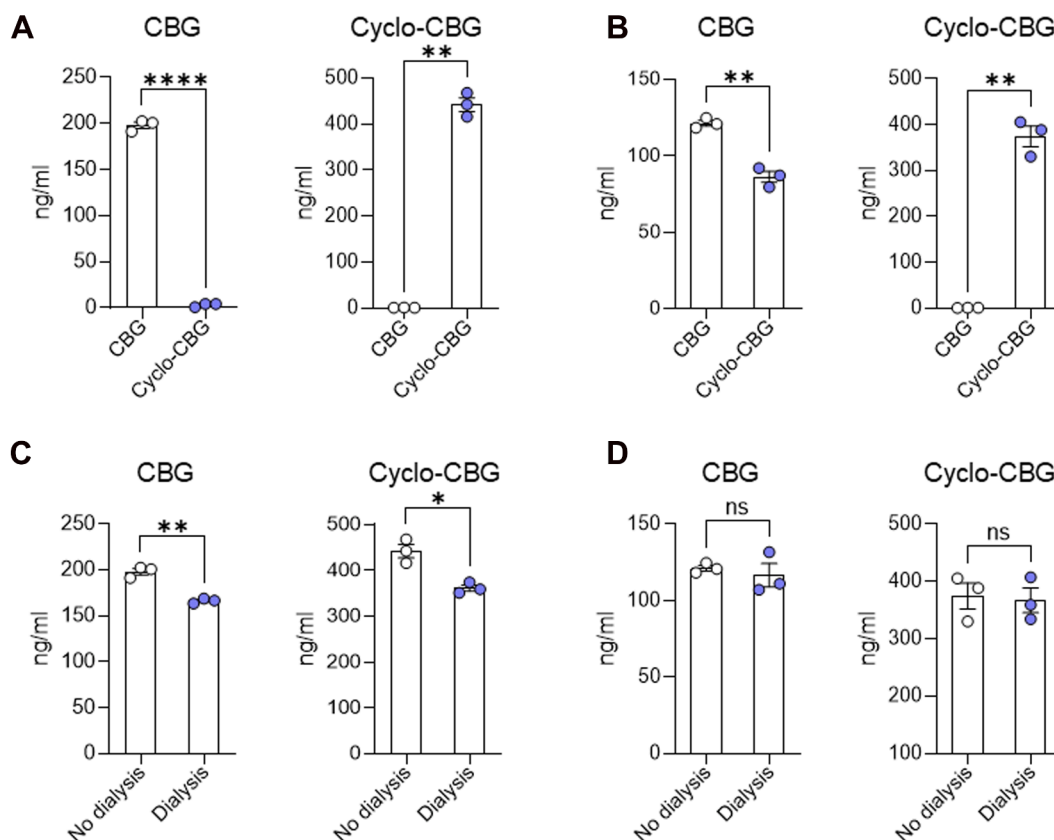 A
CBG
****
250
200
150
100
50
0
ng/ml
CBG
Cyclo-CBG
Cyclo-CBG
**
500
400
300
200
100
0
ng/ml
CBG
Cyclo-CBG
B
CBG
**
150
100
50
0
ng/ml
CBG
Cyclo-CBG
Cyclo-CBG
**
500
400
300
200
100
0
ng/ml
CBG
Cyclo-CBG
C
CBG
**
250
200
150
100
50
0
ng/ml
No dialysis
Dialysis
Cyclo-CBG
*
500
400
300
200
100
0
ng/ml
No dialysis
Dialysis
D
CBG
ns
150
100
50
0
ng/ml
No dialysis
Dialysis
Cyclo-CBG
ns
500
400
300
200
100
ng/ml
No dialysis
Dialysis